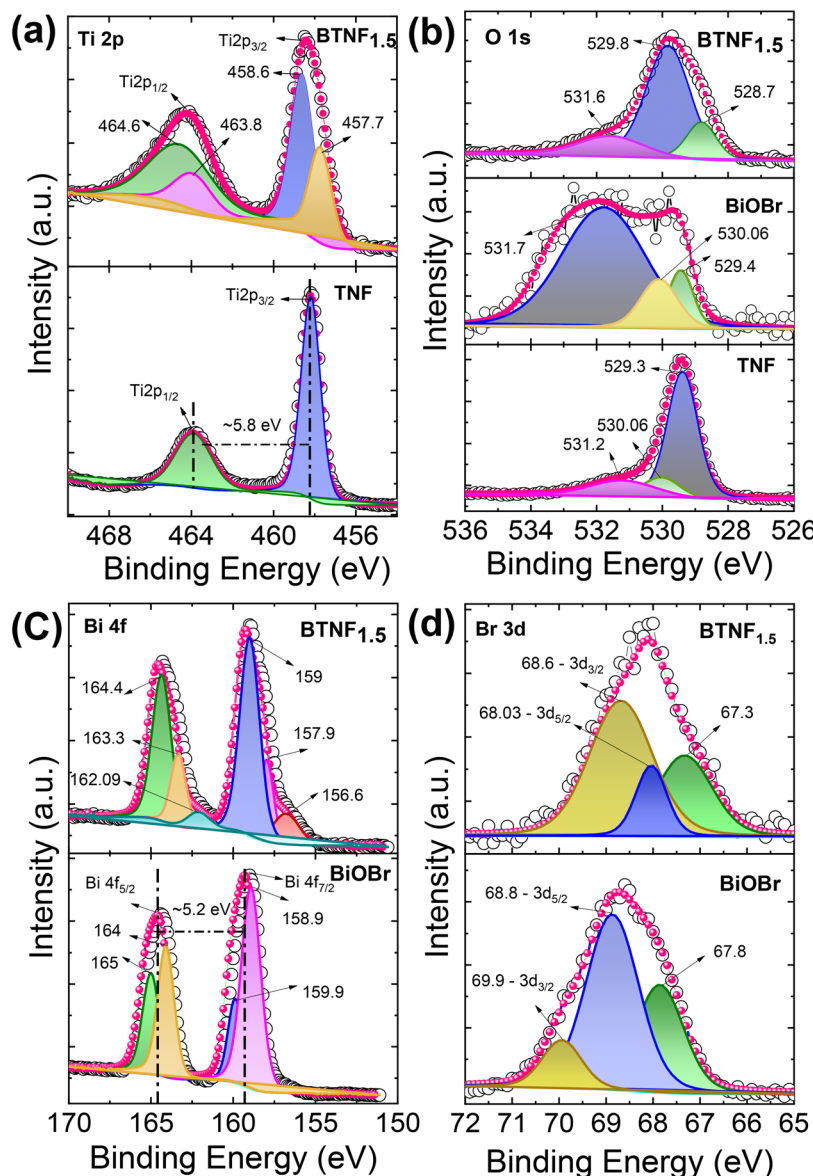 (a)
Ti 2p
Ti2p3/2
BTNF1.5
458.6
Ti2p1/2
464.6
463.8
457.7
Ti2p3/2
TNF
Ti2p1/2
~5.8 eV
Intensity (a.u.)
468
464
460
456
Binding Energy (eV)
(b)
O 1s
529.8
BTNF1.5
531.6
528.7
BiOBr
531.7
530.06
529.4
TNF
529.3
530.06
531.2
Intensity (a.u.)
536
534
532
530
528
526
Binding Energy (eV)
(C)
Bi 4f
BTNF1.5
164.4
159
163.3
157.9
162.09
156.6
BiOBr
Bi 4f5/2
~5.2 eV
Bi 4f7/2
164
158.9
165
159.9
Intensity (a.u.)
170
165
160
155
150
Binding Energy (eV)
(d)
Br 3d
BTNF1.5
68.6 - 3d3/2
68.03 - 3d5/2
67.3
BiOBr
68.8 - 3d5/2
67.8
69.9 - 3d3/2
Intensity (a.u.)
72
71
70
69
68
67
66
65
Binding Energy (eV)